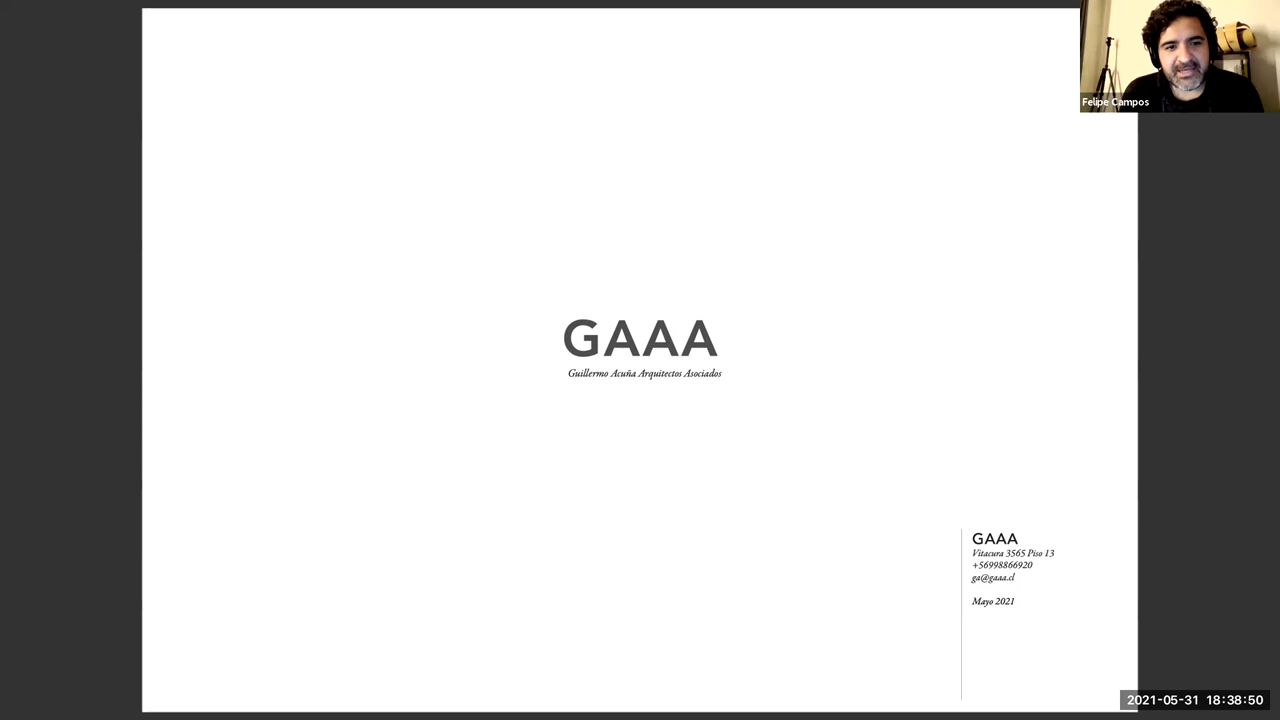 Felipe Campos
GAAA
Guillermo Acuña Arquitectos Asociados
GAAA
Vitacura 3565 Piso 13
+56998866920
ga@gaaa.cl
Mayo 2021
2021-05-31 18:38:50